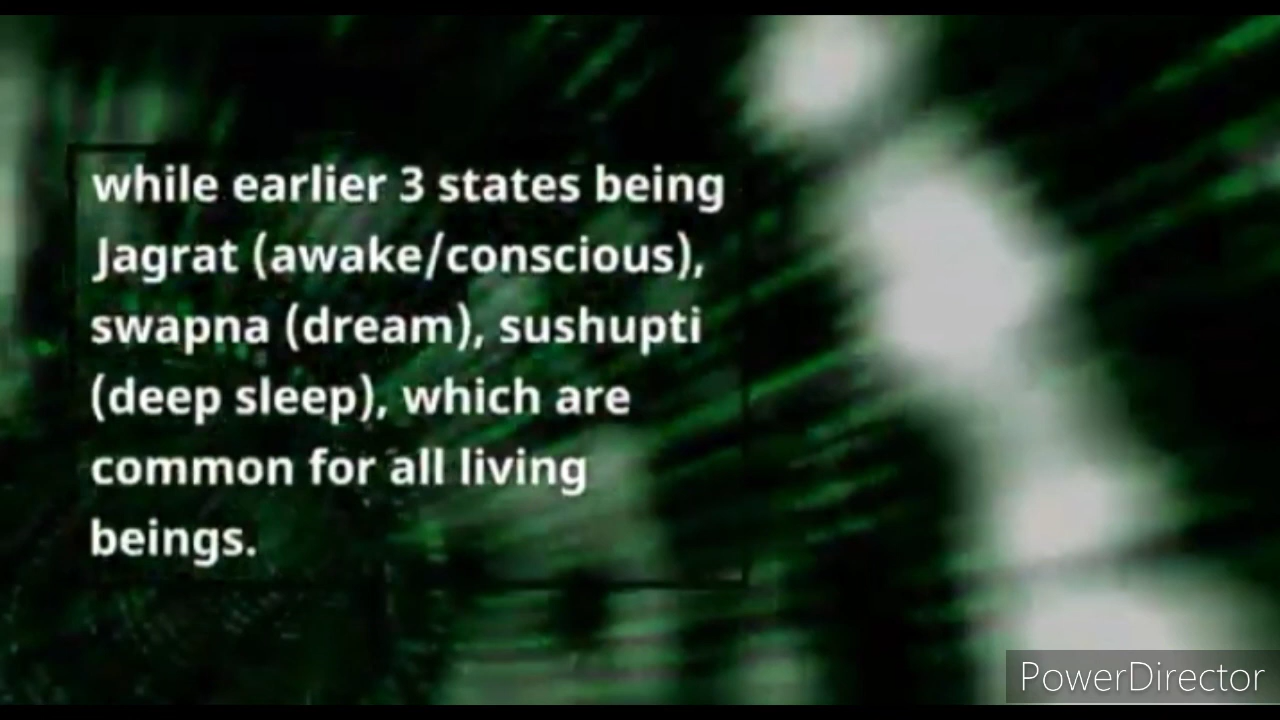 while earlier 3 states being
Jagrat (awake/conscious),
swapna (dream), sushupti
(deep sleep), which are
common for all living
beings.
PowerDirector